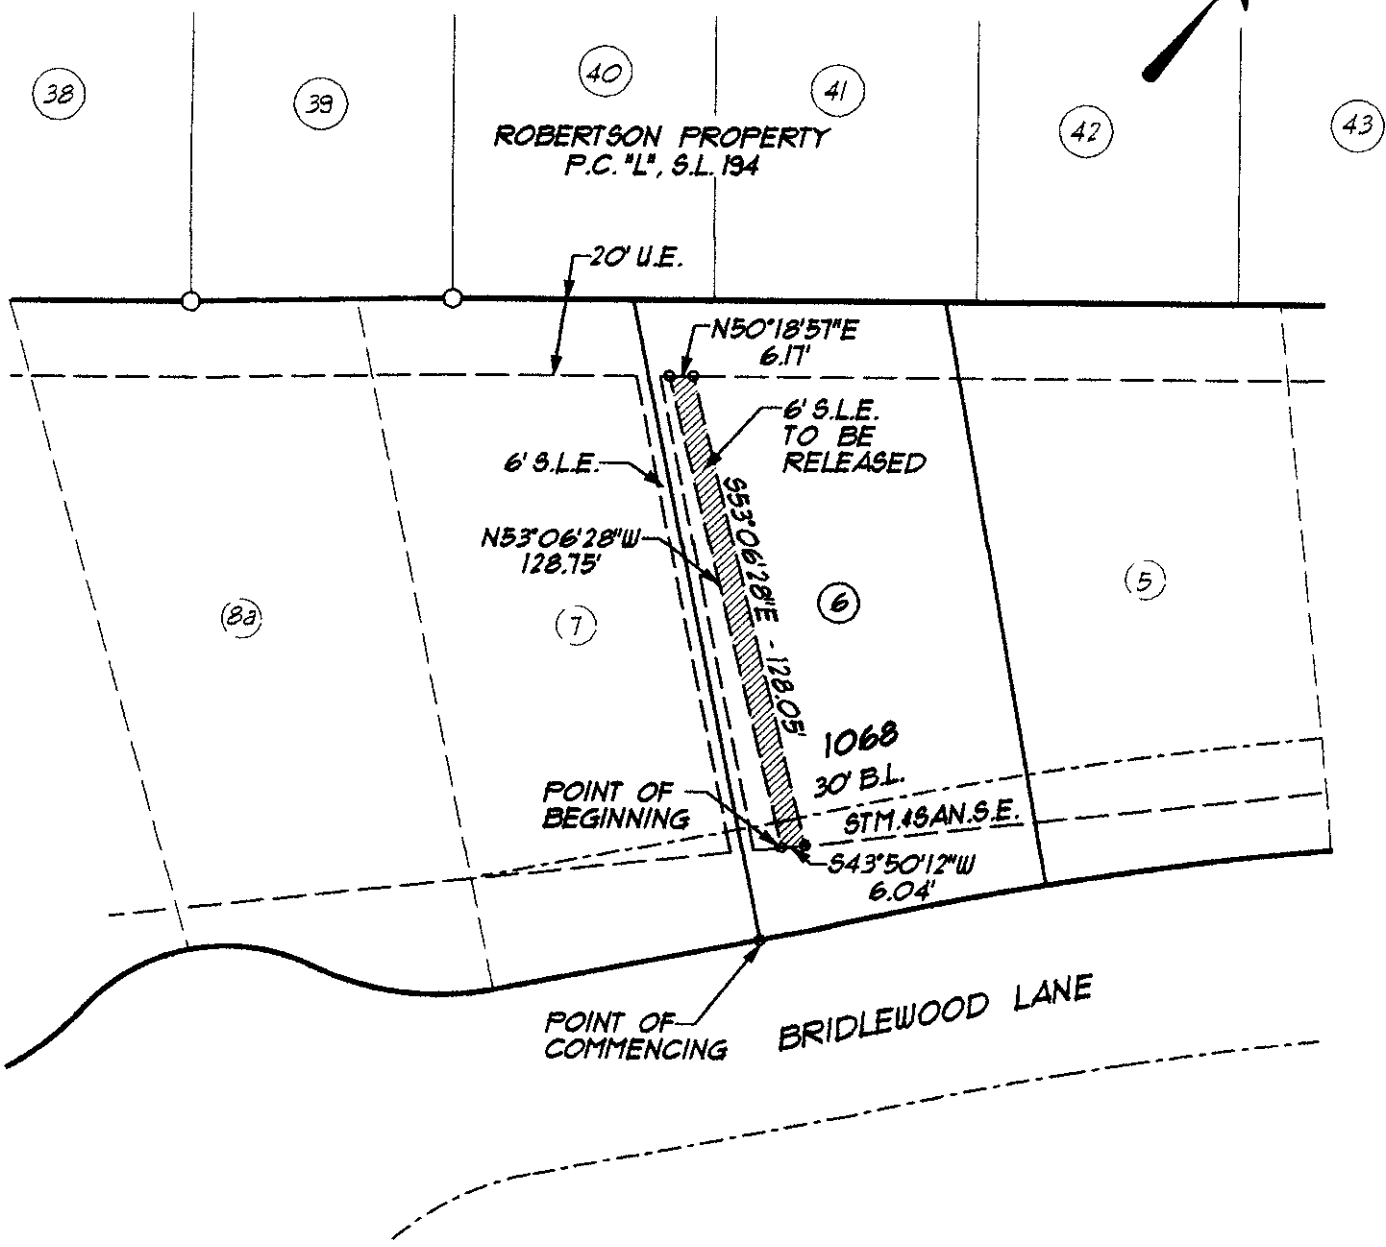 38
39
40
41
42
43
ROBERTSON PROPERTY
P.C. "L", S.L. 194
20' U.E.
N50°18'57"E
6.17'
6' S.L.E.
TO BE
RELEASED
6' S.L.E.
N53°06'28"W
128.75'
S53°06'28"E - 128.05'
8a
7
6
5
1068
30' B.L.
STM.&SAN.S.E.
POINT OF
BEGINNING
S43°50'12"W
6.04'
POINT OF
COMMENCING
BRIDLEWOOD LANE